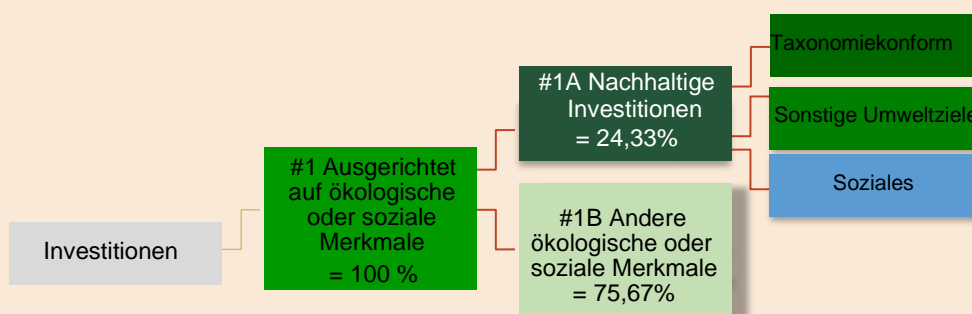 Investitionen
#1 Ausgerichtet
auf ökologische
oder soziale
Merkmale
= 100 %
#1A Nachhaltige
Investitionen
= 24,33%
#1B Andere
ökologische oder
soziale Merkmale
= 75,67%
Taxonomiekonform
Sonstige Umweltziele
Soziales